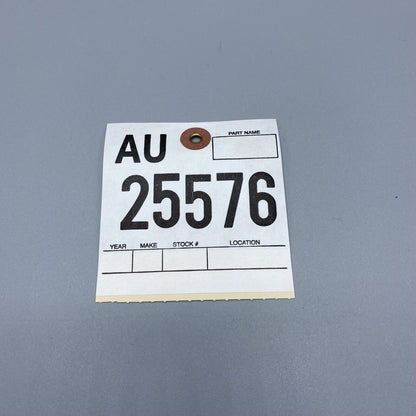 AU PART NAME
25576
YEAR MAKE STOCK # LOCATION